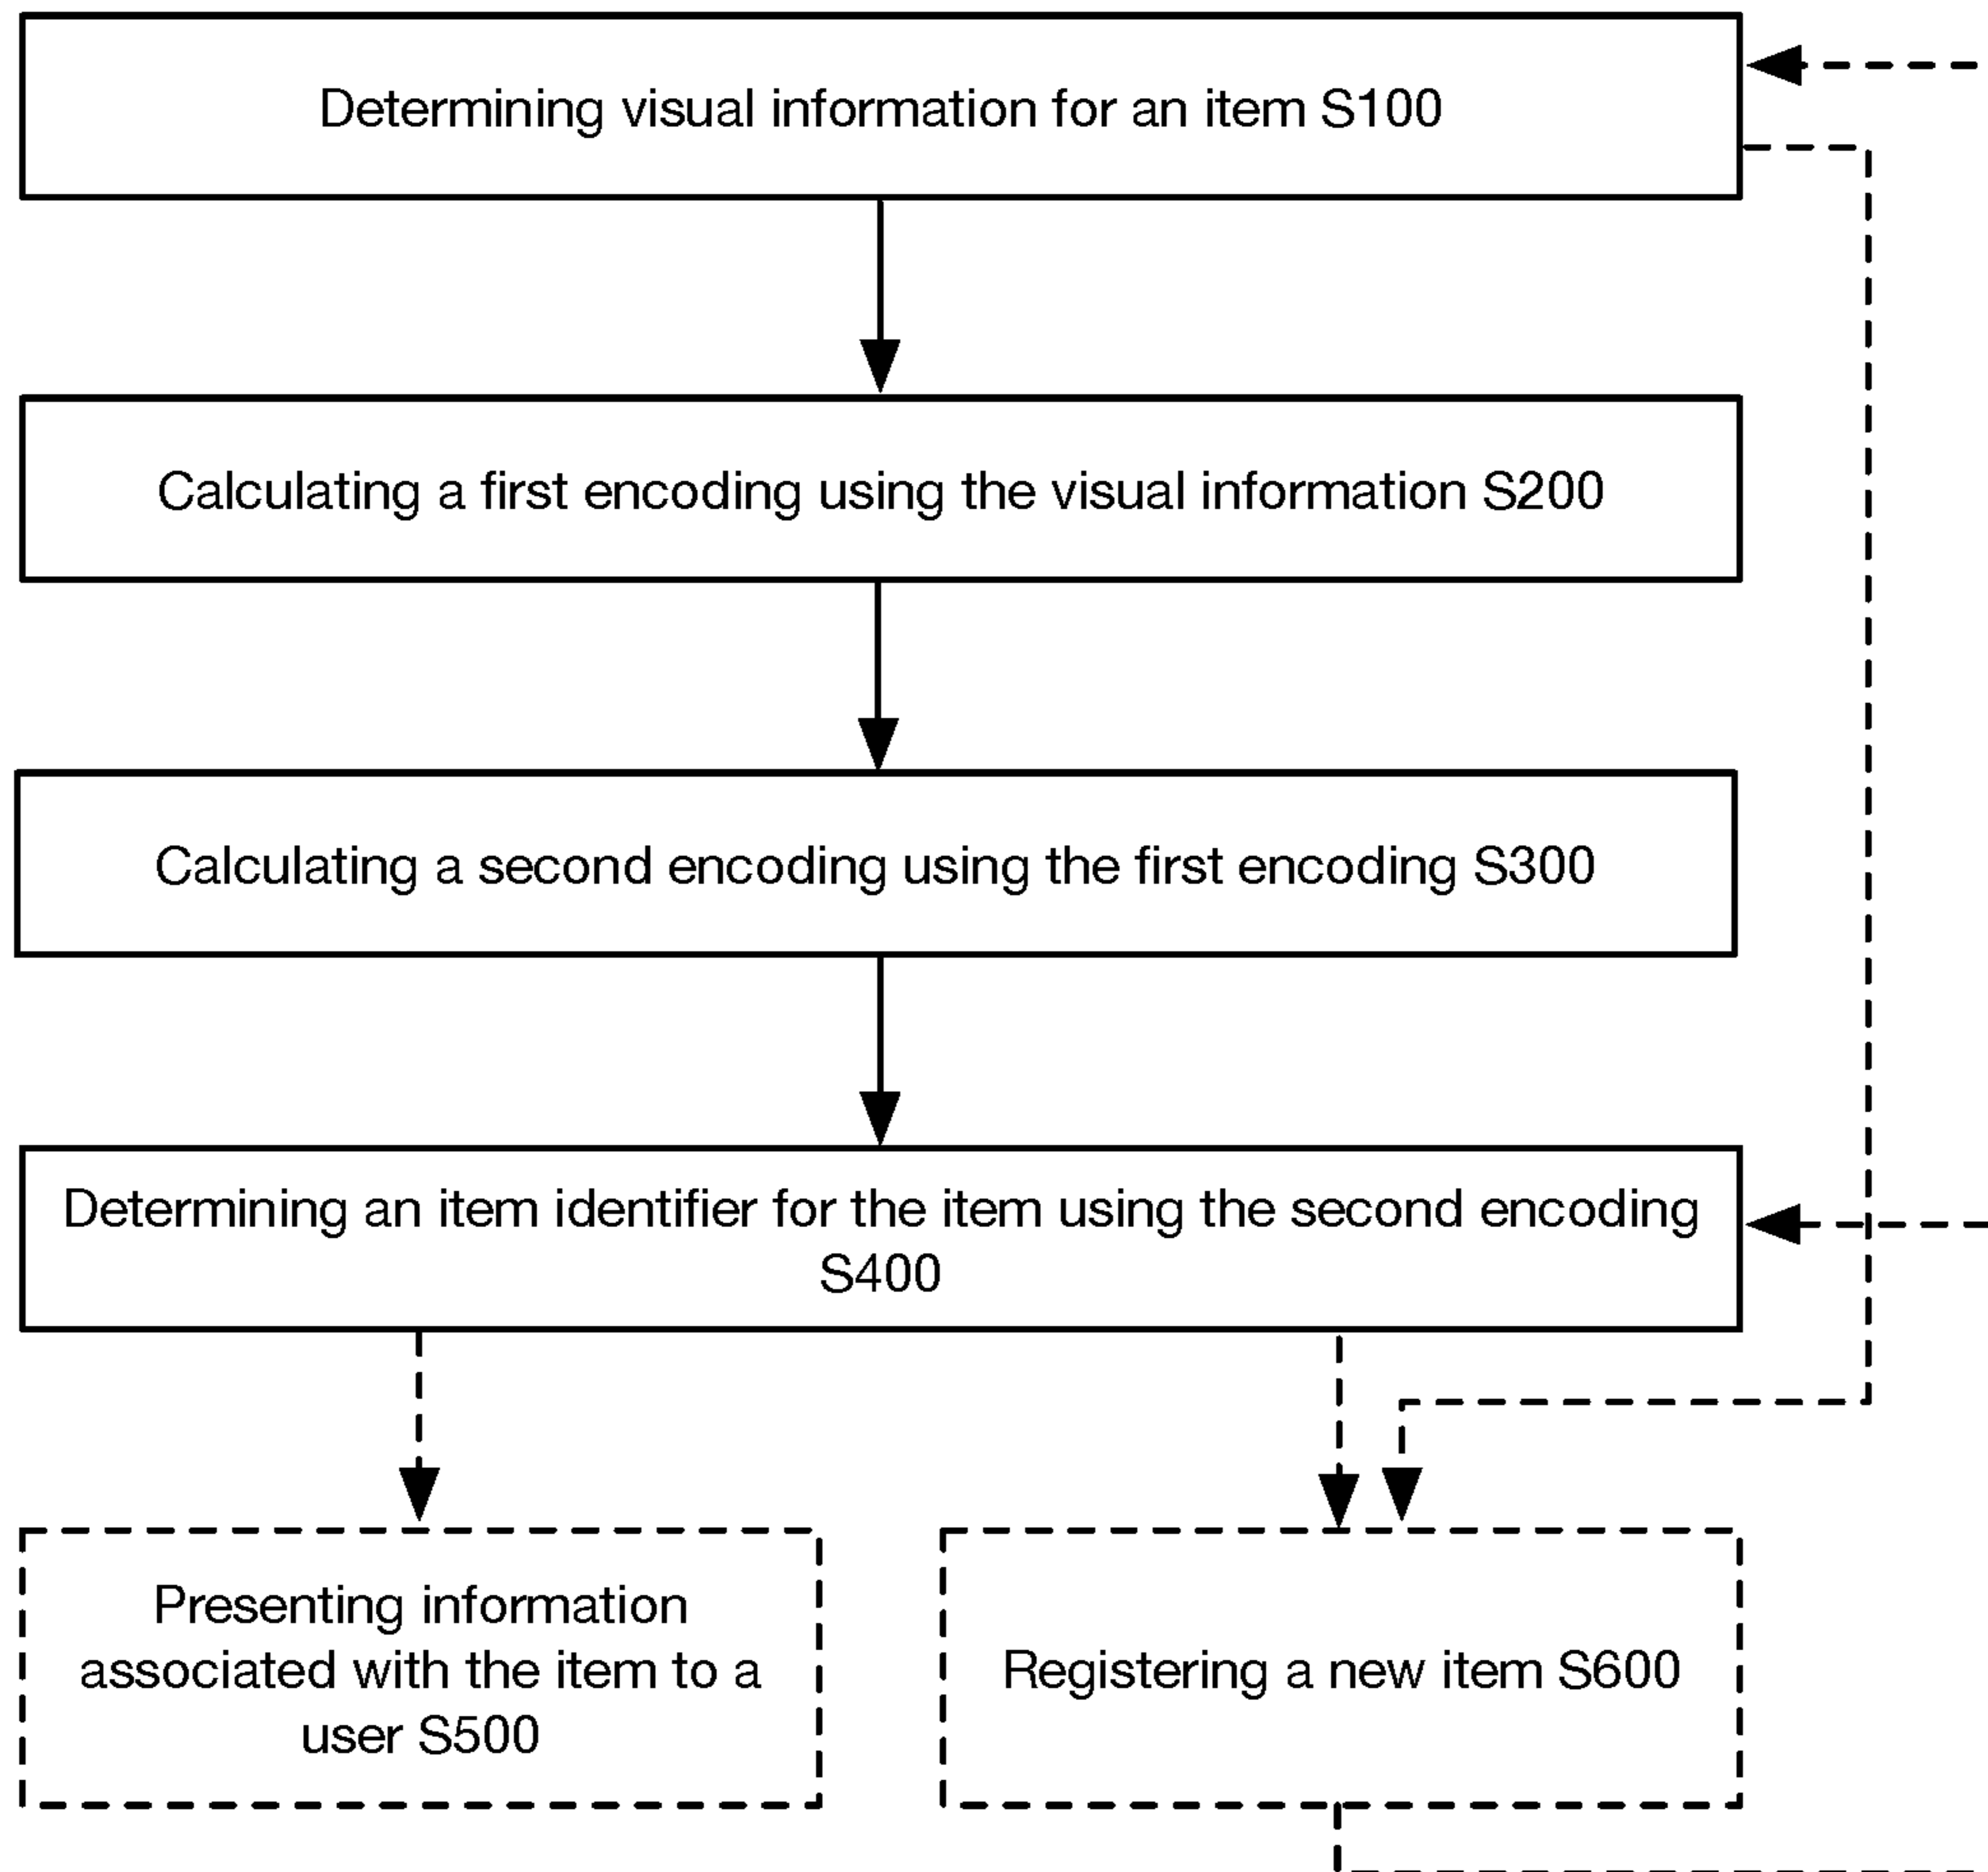 Determining visual information for an item S100
Calculating a first encoding using the visual information S200
Calculating a second encoding using the first encoding S300
Determining an item identifier for the item using the second encoding
S400
Presenting information
associated with the item to a
user S500
Registering a new item S600